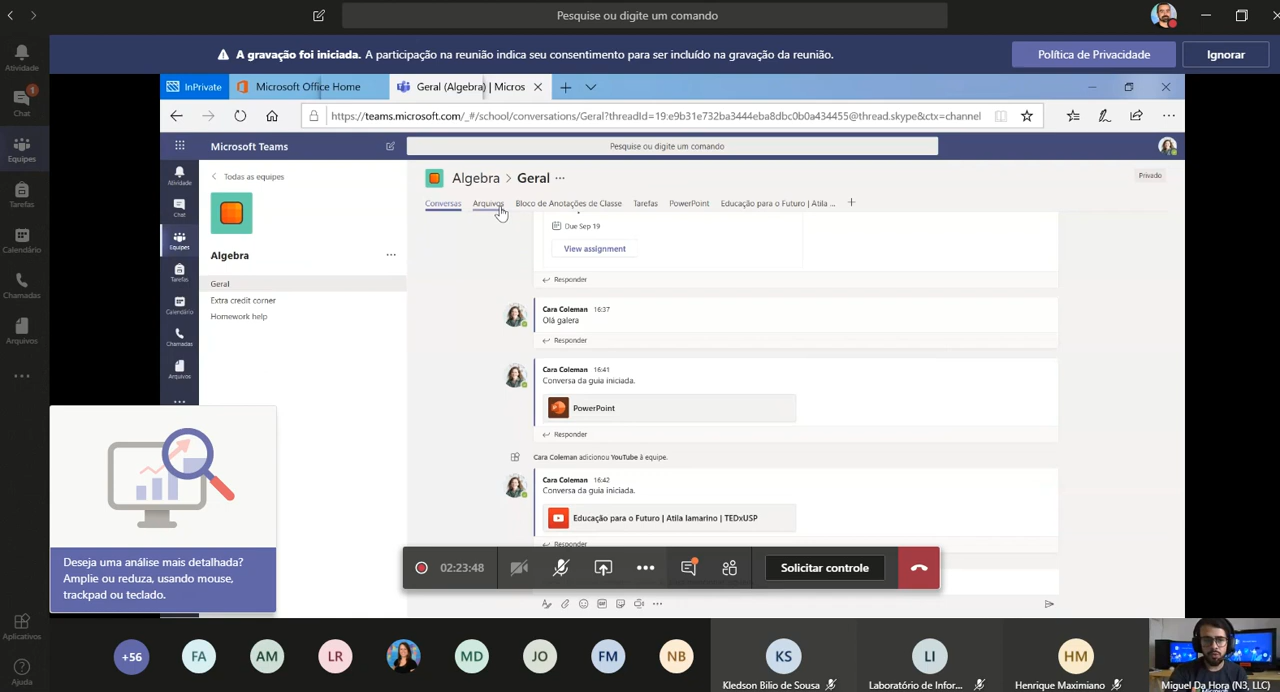 Pesquise ou digite um comando
A gravação foi iniciada. A participação na reunião indica seu consentimento para ser incluído na gravação da reunião.
Política de Privacidade
Ignorar
Atividade
1
Chat
Equipes
Tarefas
Calendário
Chamadas
Arquivos
Aplicativos
Ajuda
InPrivate
Microsoft Office Home
Geral (Algebra) | Micros
https://teams.microsoft.com/_#/school/conversations/Geral?threadId=19:e9b31e732ba3444eba8dbc0b0a434455@thread.skype&ctx=channel
Microsoft Teams
Pesquise ou digite um comando
Atividade
Chat
Equipes
Tarefas
Calendário
Chamadas
Arquivos
Todas as equipes
Algebra
Geral
Extra credit corner
Homework help
Algebra > Geral ...
Privado
Conversas
Arquivos
Bloco de Anotações de Classe
Tarefas
PowerPoint
Educação para o Futuro | Atila ...
Due Sep 19
View assignment
Responder
Cara Coleman 16:37
Olá galera
Responder
Cara Coleman 16:41
Conversa da guia iniciada.
PowerPoint
Responder
Cara Coleman adicionou YouTube à equipe.
Cara Coleman 16:42
Conversa da guia iniciada.
Educação para o Futuro | Atila Iamarino | TEDxUSP
Responder
Deseja uma análise mais detalhada?
Amplie ou reduza, usando mouse,
trackpad ou teclado.
02:23:48
Solicitar controle
GIF
+56
FA
AM
LR
MD
JO
FM
NB
KS
Kledson Bilio de Sousa
LI
Laboratório de Infor...
HM
Henrique Maximiano
Miguel Da Hora (N3, LLC)